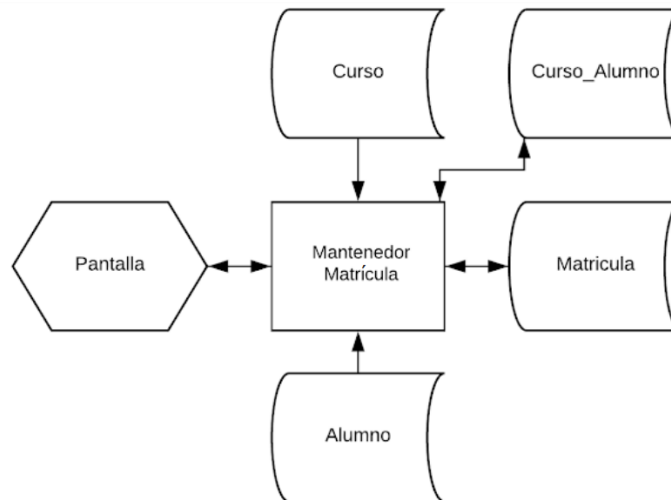 Curso
Curso_Alumno
Pantalla
Mantenedor
Matrícula
Matricula
Alumno